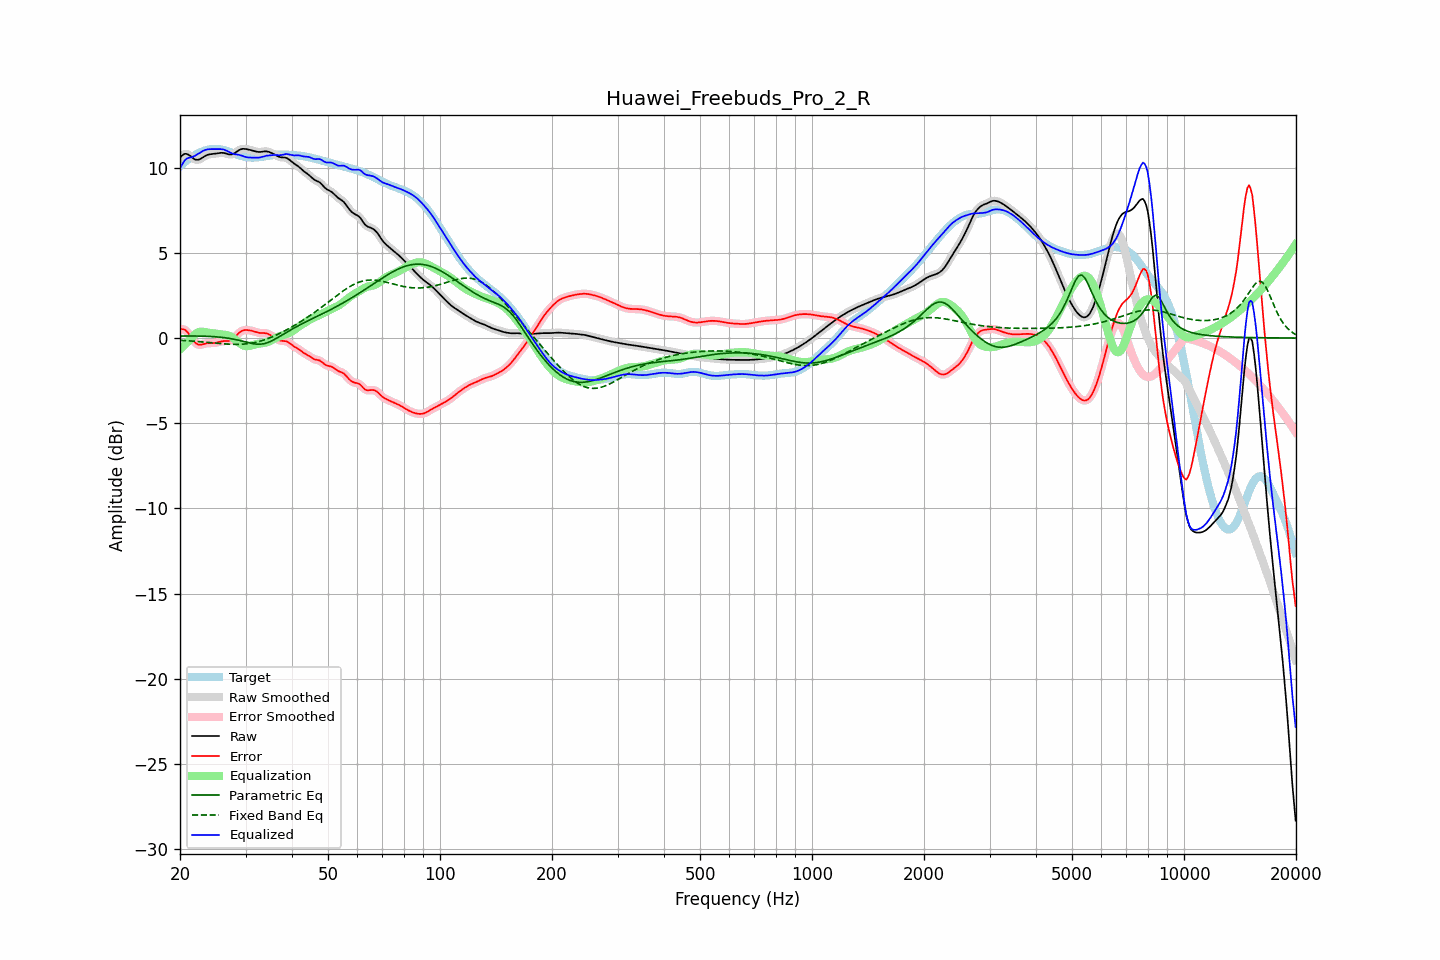 Huawei_Freebuds_Pro_2_R
Amplitude (dBr)
10
5
0
−5
−10
−15
−20
−25
−30
Target
Raw Smoothed
Error Smoothed
Raw
Error
Equalization
Parametric Eq
Fixed Band Eq
Equalized
20 50 100 200 500 1000 2000 5000 10000 20000
Frequency (Hz)